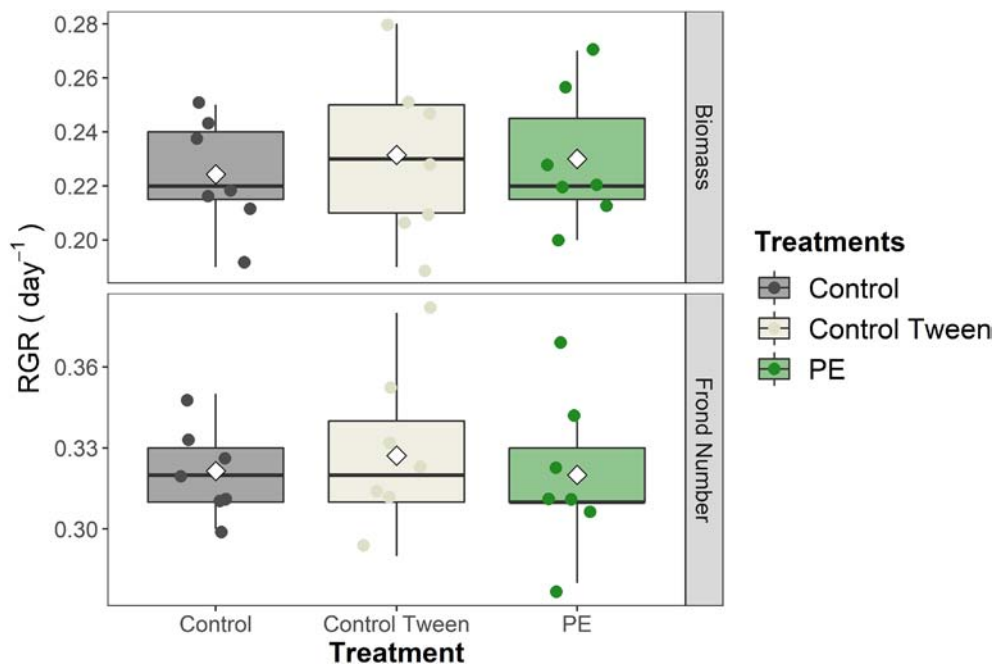 0.28
0.26
0.24
0.22
0.20
Biomass
RGR ( day⁻¹ )
0.36
0.33
0.30
Frond Number
Control
Control Tween
PE
Treatment
Treatments
Control
Control Tween
PE